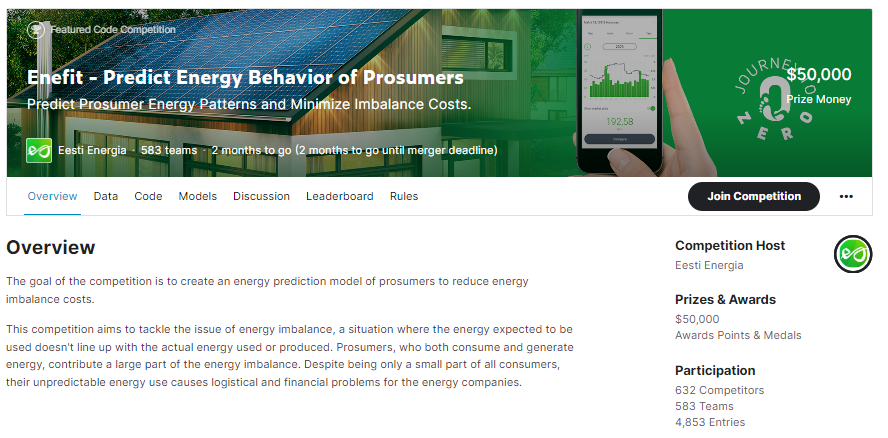 Featured Code Competition
Enefit - Predict Energy Behavior of Prosumers
Predict Prosumer Energy Patterns and Minimize Imbalance Costs.
$50,000
Prize Money
JOURNEY TO ZERO
192,58
Eesti Energia · 583 teams · 2 months to go (2 months to go until merger deadline)
Overview Data Code Models Discussion Leaderboard Rules
Join Competition
Overview
The goal of the competition is to create an energy prediction model of prosumers to reduce energy
imbalance costs.
This competition aims to tackle the issue of energy imbalance, a situation where the energy expected to be
used doesn't line up with the actual energy used or produced. Prosumers, who both consume and generate
energy, contribute a large part of the energy imbalance. Despite being only a small part of all consumers,
their unpredictable energy use causes logistical and financial problems for the energy companies.
Competition Host
Eesti Energia
Prizes & Awards
$50,000
Awards Points & Medals
Participation
632 Competitors
583 Teams
4,853 Entries